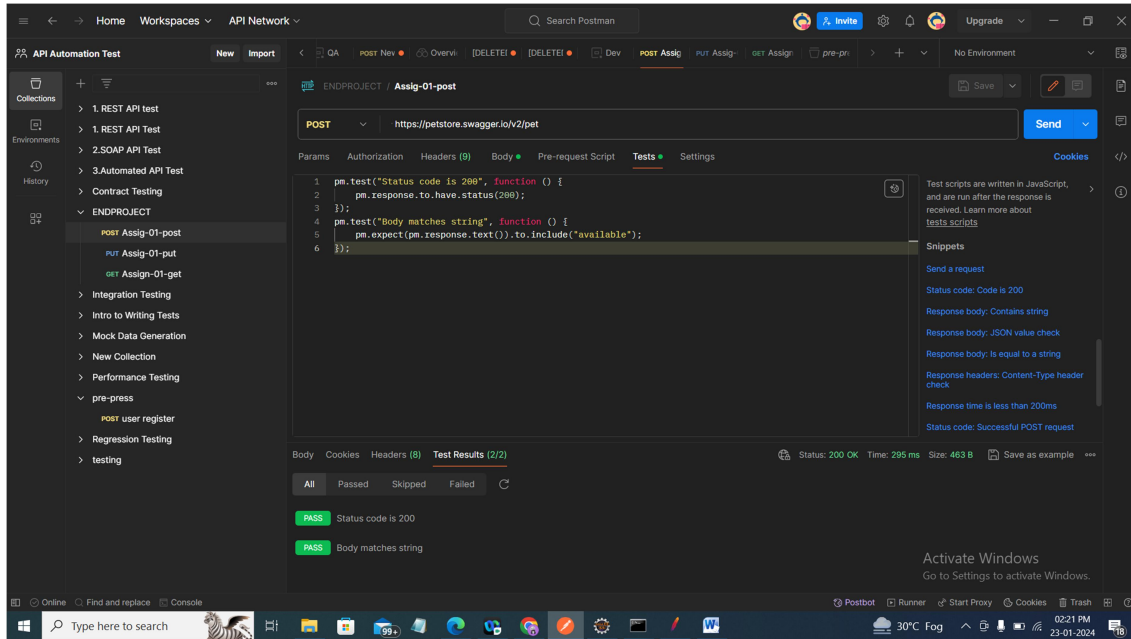 Home Workspaces API Network Search Postman Invite Upgrade
API Automation Test New Import QA POST Nev Overvi [DELETE] [DELETE] Dev POST Assig PUT Assig- GET Assign pre-pr No Environment
Collections
Environments
History
1. REST API test
1. REST API Test
2.SOAP API Test
3.Automated API Test
Contract Testing
ENDPROJECT
POST Assig-01-post
PUT Assig-01-put
GET Assign-01-get
Integration Testing
Intro to Writing Tests
Mock Data Generation
New Collection
Performance Testing
pre-press
POST user register
Regression Testing
testing
HTTP ENDPROJECT / Assig-01-post Save
POST https://petstore.swagger.io/v2/pet Send
Params Authorization Headers (9) Body Pre-request Script Tests Settings Cookies
1 pm.test("Status code is 200", function () {
2 pm.response.to.have.status(200);
3 });
4 pm.test("Body matches string", function () {
5 pm.expect(pm.response.text()).to.include("available");
6 });
Test scripts are written in JavaScript,
and are run after the response is
received. Learn more about
tests scripts
Snippets
Send a request
Status code: Code is 200
Response body: Contains string
Response body: JSON value check
Response body: Is equal to a string
Response headers: Content-Type header
check
Response time is less than 200ms
Status code: Successful POST request
Body Cookies Headers (8) Test Results (2/2) Status: 200 OK Time: 295 ms Size: 463 B Save as example
All Passed Skipped Failed
PASS Status code is 200
PASS Body matches string
Activate Windows
Go to Settings to activate Windows.
Online Find and replace Console Postbot Runner Start Proxy Cookies Trash
Type here to search 99+ 30°C Fog 02:21 PM
23-01-2024 18